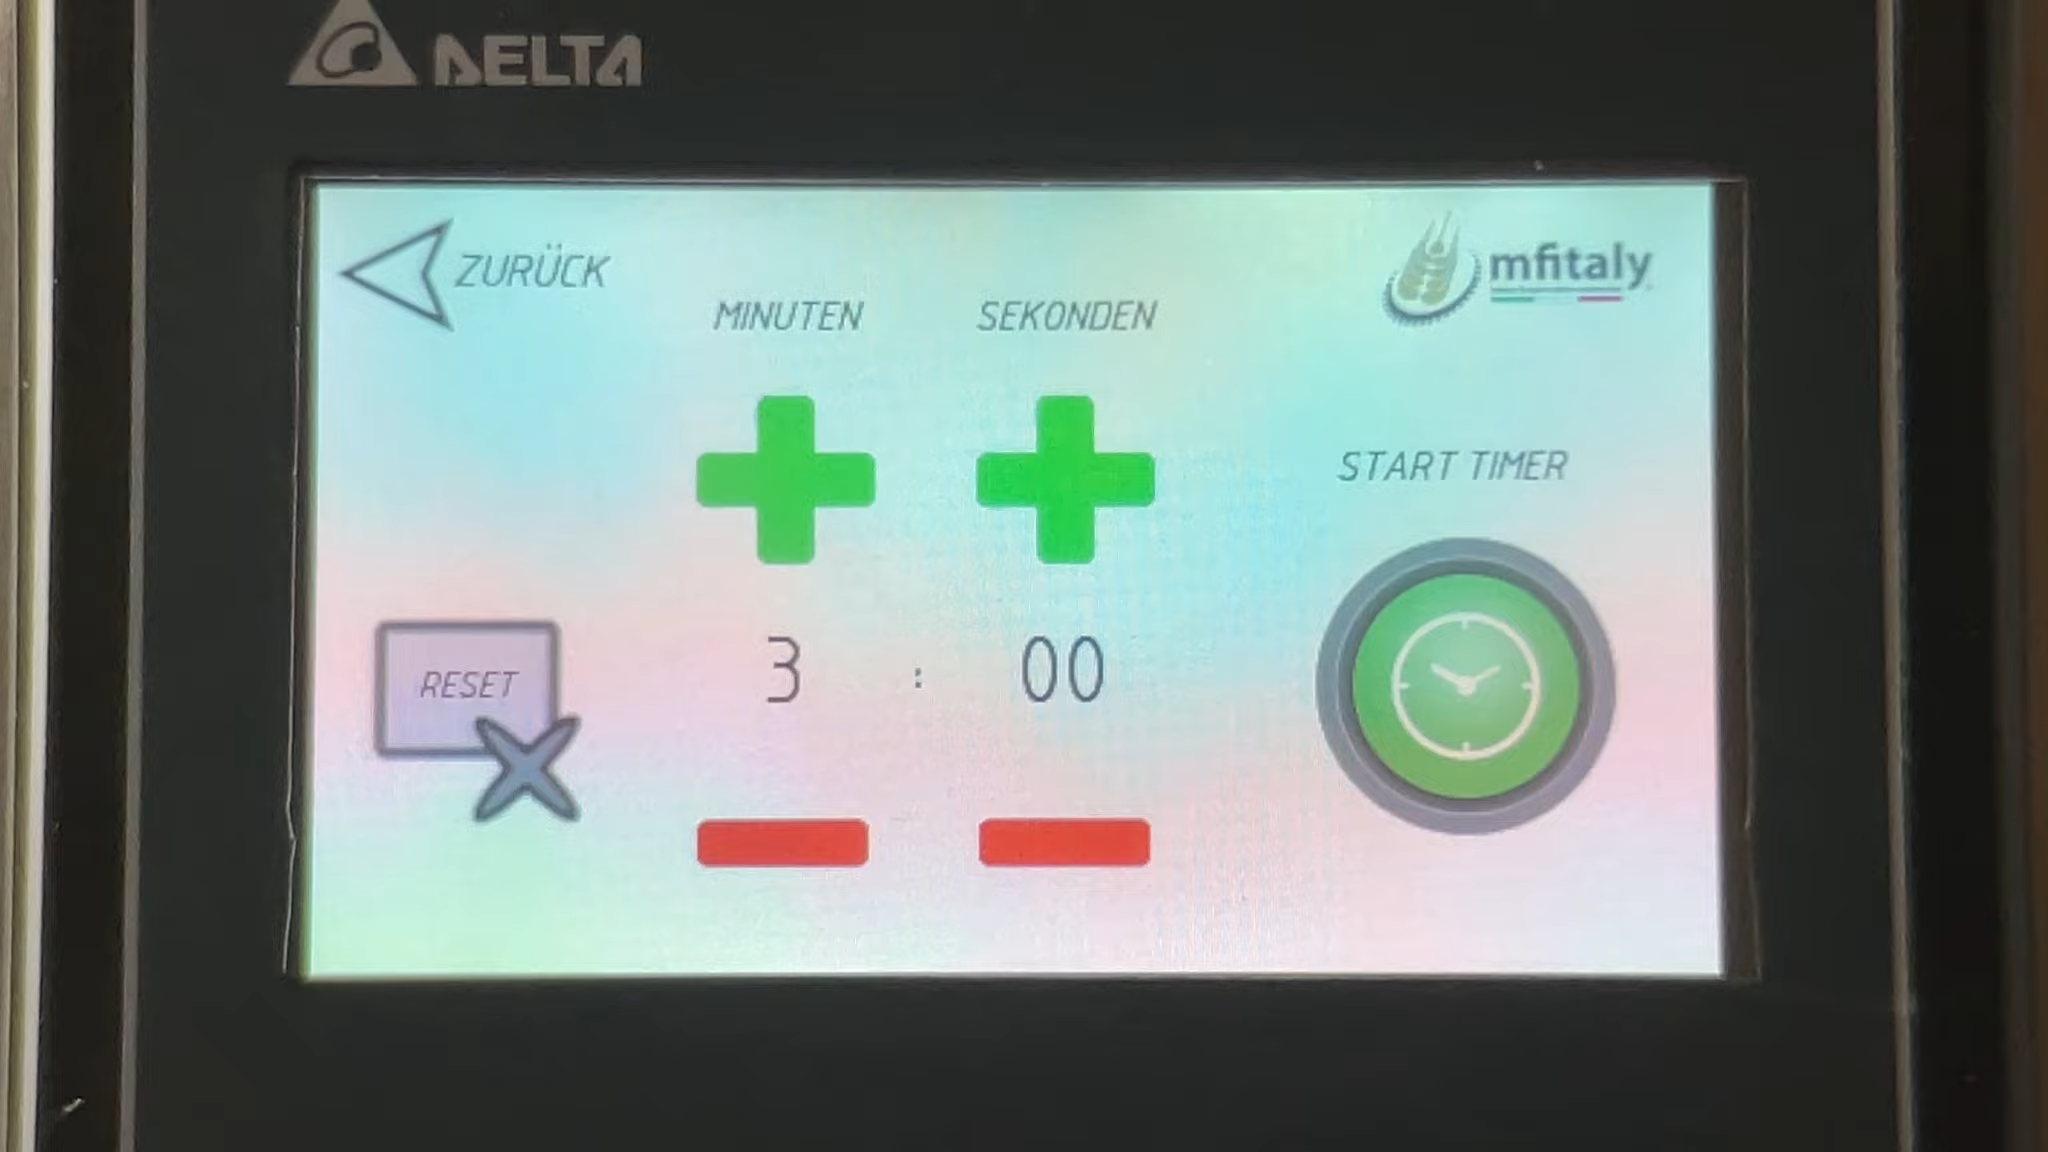 DELTA
ZURÜCK
mfitaly
MINUTEN
SEKONDEN
START TIMER
RESET
3 : 00